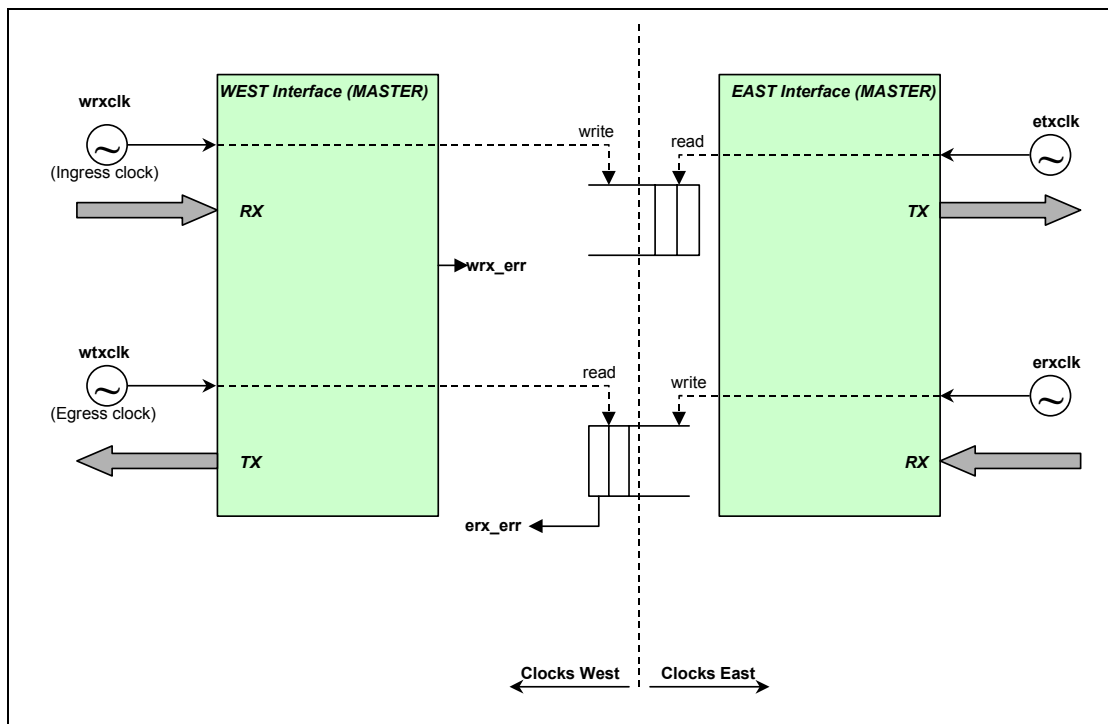 WEST Interface (MASTER)
EAST Interface (MASTER)
wrxclk
(Ingress clock)
write
read
etxclk
RX
TX
wrx_err
wtxclk
(Egress clock)
read
write
erxclk
TX
RX
erx_err
Clocks West
Clocks East